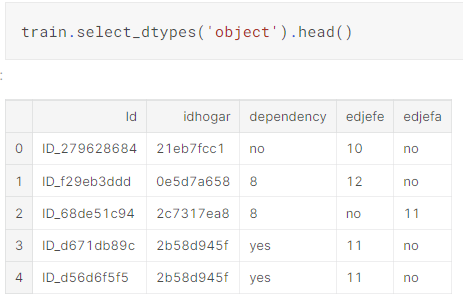 train.select_dtypes('object').head()
:
Id idhogar dependency edjefe edjefa
0 ID_279628684 21eb7fcc1 no 10 no
1 ID_f29eb3ddd 0e5d7a658 8 12 no
2 ID_68de51c94 2c7317ea8 8 no 11
3 ID_d671db89c 2b58d945f yes 11 no
4 ID_d56d6f5f5 2b58d945f yes 11 no